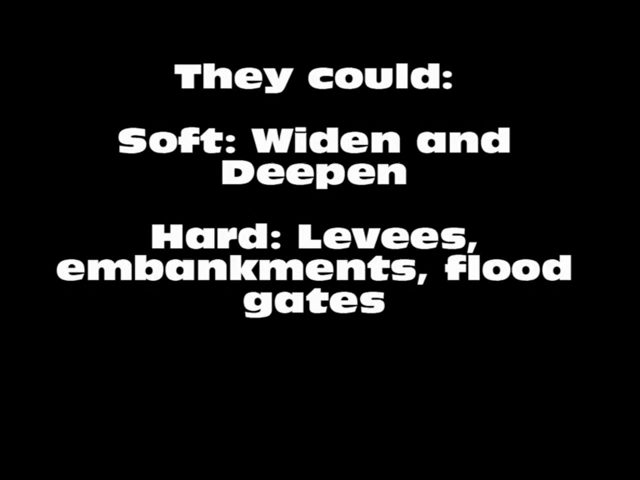 They could:
Soft: Widen and
Deepen
Hard: Levees,
embankments, flood
gates